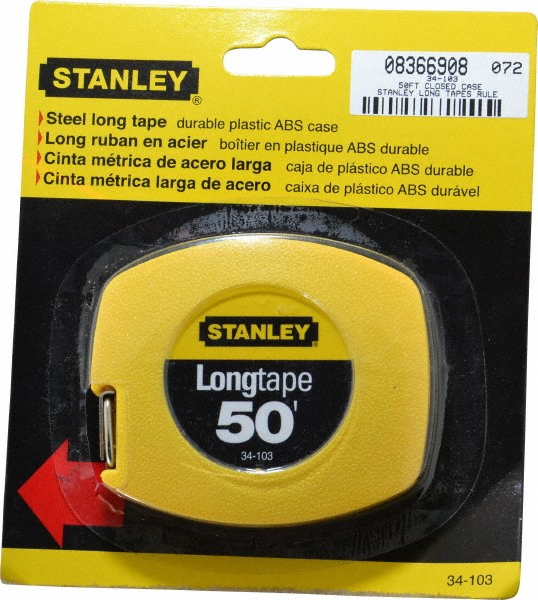 STANLEY®
08366908 072
34-103
50FT CLOSED CASE
STANLEY LONG TAPES RULE
Steel long tape durable plastic ABS case
Long ruban en acier boîtier en plastique ABS durable
Cinta métrica de acero larga caja de plástico ABS durable
Cinta métrica larga de acero caixa de plástico ABS durável
STANLEY®
Longtape
50'
34-103
34-103